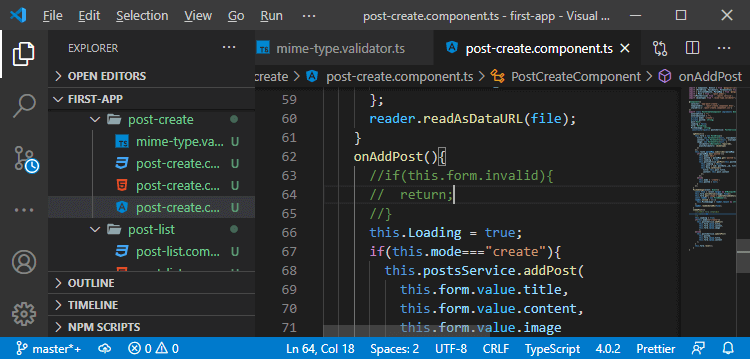 File Edit Selection View Go Run ... post-create.component.ts - first-app - Visual ...
EXPLORER ...
OPEN EDITORS
FIRST-APP
post-create
TS mime-type.va... U
post-create.c... U
post-create.c... U
post-create.c... U
post-list
post-list.com... U
OUTLINE
TIMELINE
NPM SCRIPTS
TS mime-type.validator.ts
post-create.component.ts
create > post-create.component.ts > PostCreateComponent > onAddPost
59 };
60 reader.readAsDataURL(file);
61 }
62 onAddPost(){
63 //if(this.form.invalid){
64 //  return;
65 //}
66 this.Loading = true;
67 if(this.mode==="create"){
68 this.postsService.addPost(
69 this.form.value.title,
70 this.form.value.content,
71 this.form.value.image
master*+ 0 0 Ln 64, Col 18 Spaces: 2 UTF-8 CRLF TypeScript 4.0.2 Prettier